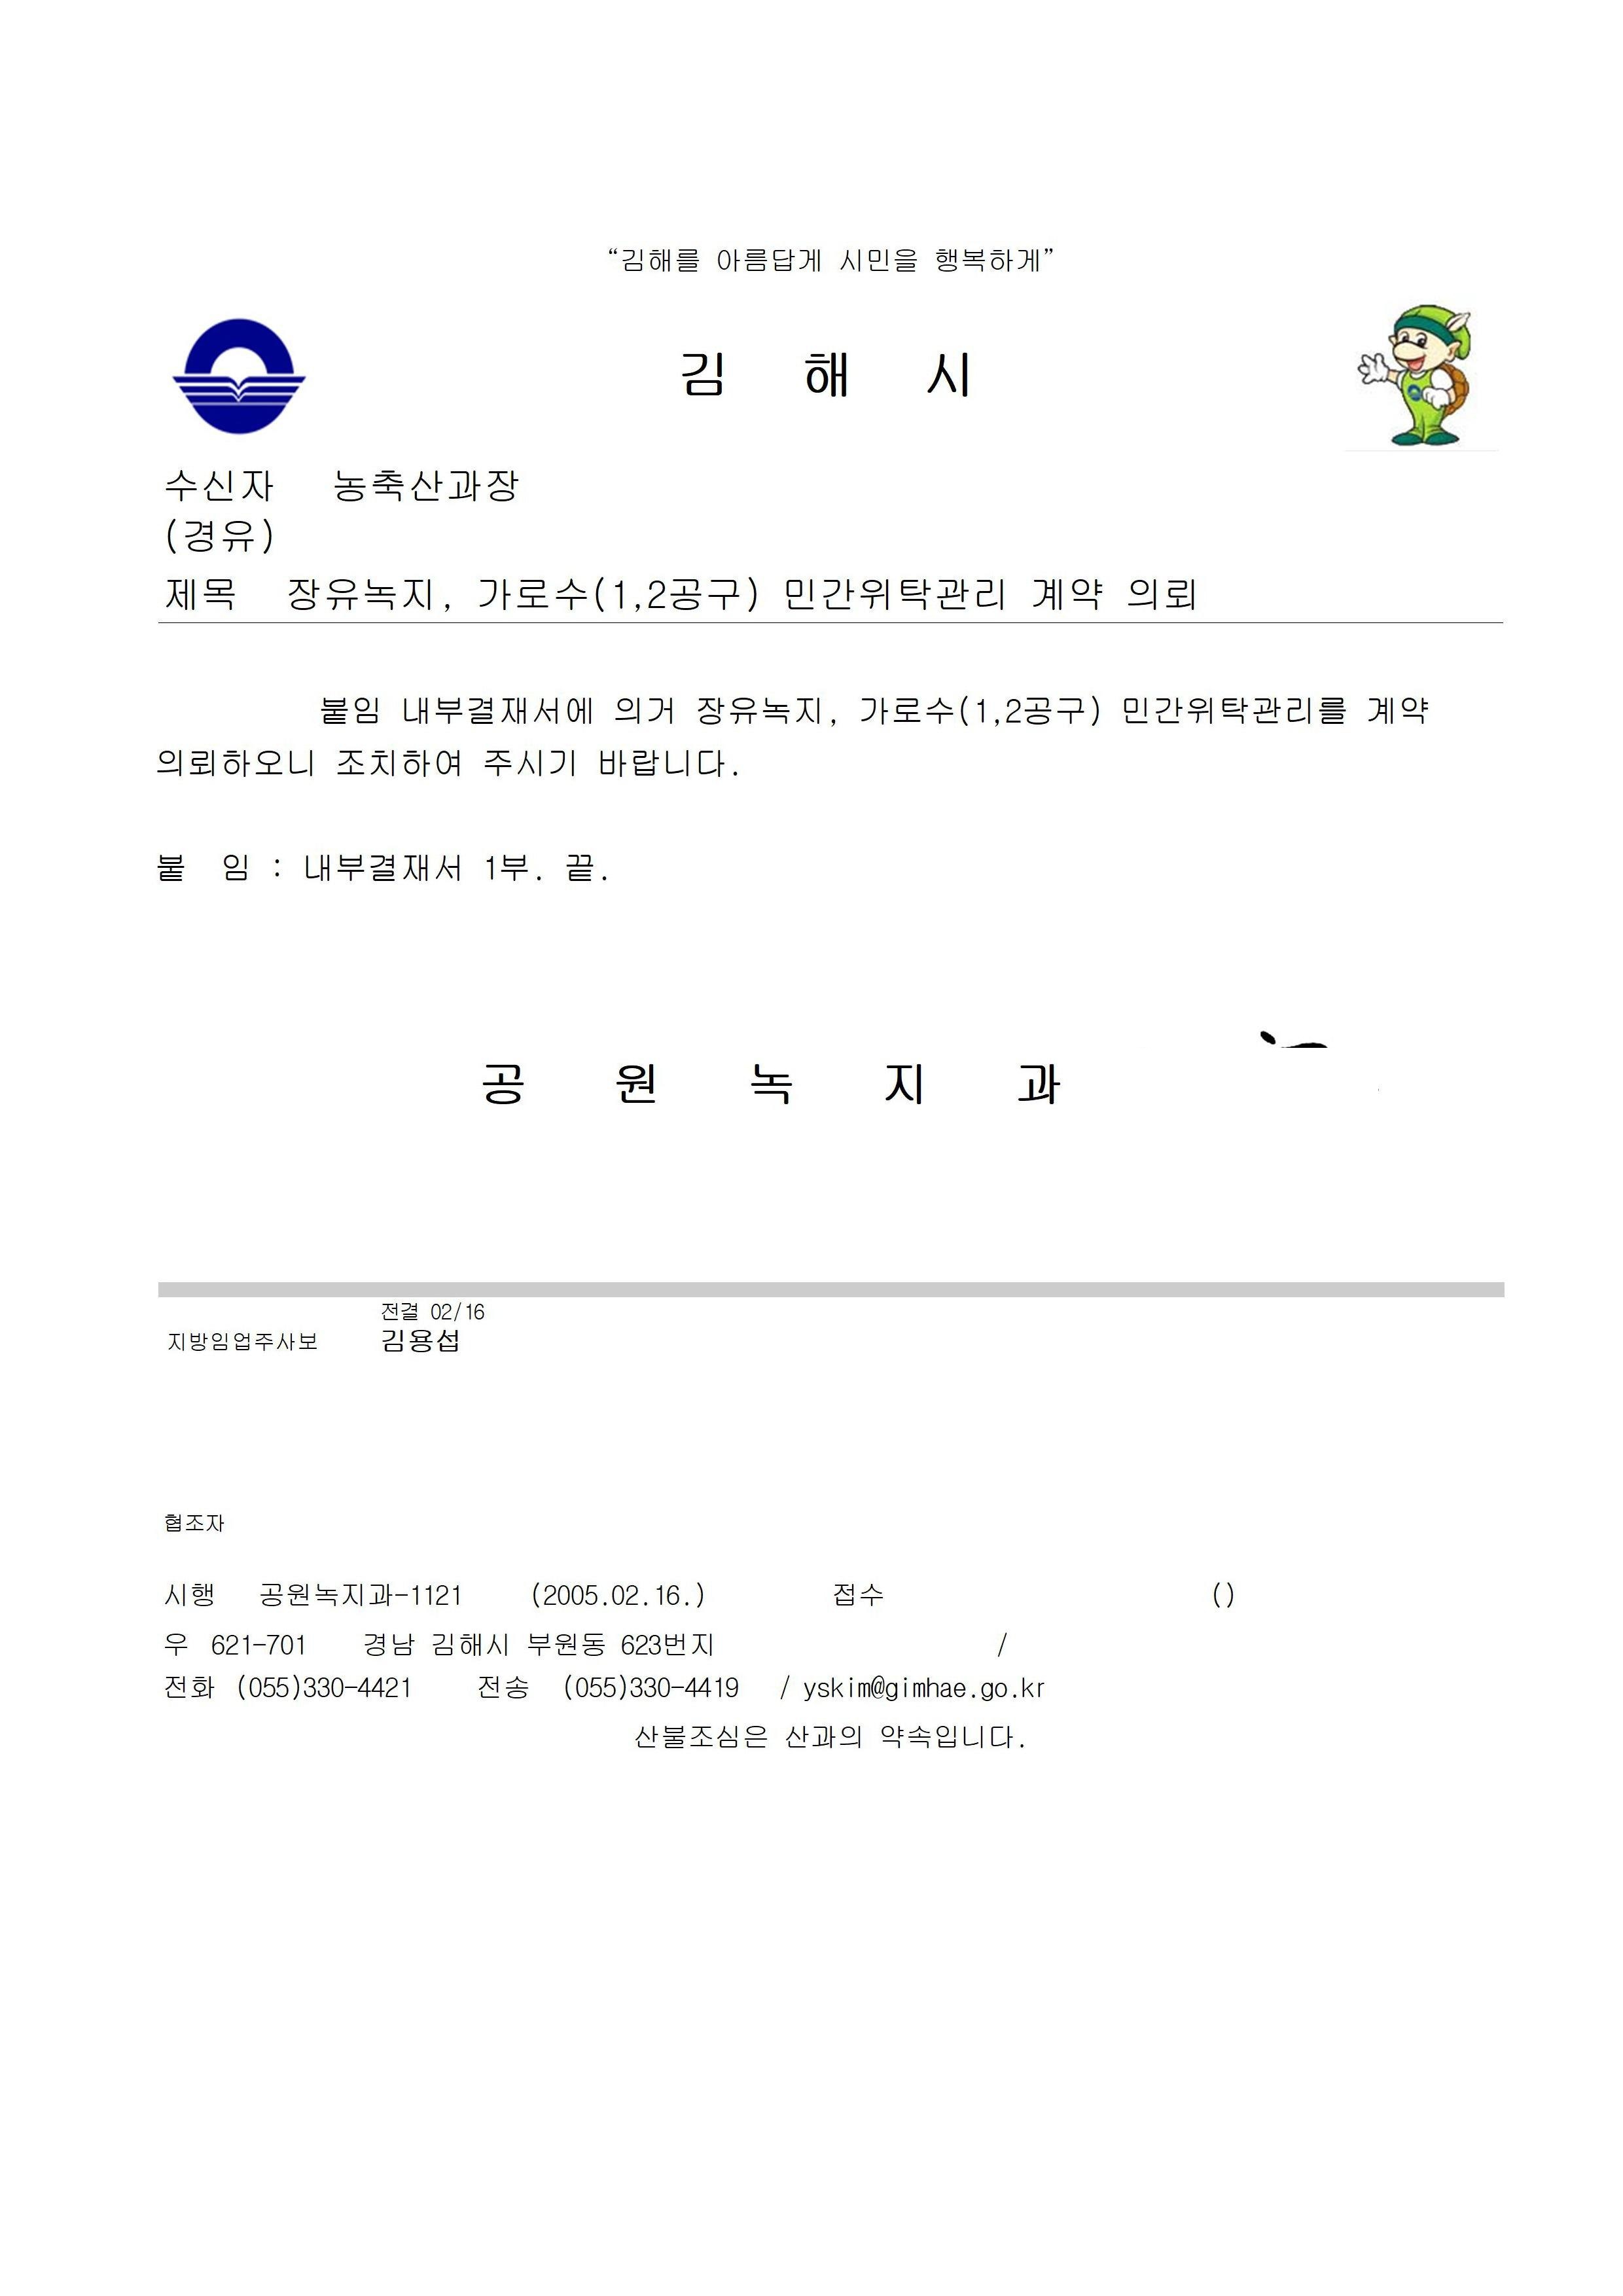 “김해를 아름답게 시민을 행복하게”
김 해 시
수신자 농축산과장
(경유)
제목 장유녹지, 가로수(1,2공구) 민간위탁관리 계약 의뢰
붙임 내부결재서에 의거 장유녹지, 가로수(1,2공구) 민간위탁관리를 계약
의뢰하오니 조치하여 주시기 바랍니다.
붙 임 : 내부결재서 1부. 끝.
공 원 녹 지 과
전결 02/16
지방임업주사보 김용섭
협조자
시행 공원녹지과-1121 (2005.02.16.) 접수 ()
우 621-701 경남 김해시 부원동 623번지 /
전화 (055)330-4421 전송 (055)330-4419 / yskim@gimhae.go.kr
산불조심은 산과의 약속입니다.